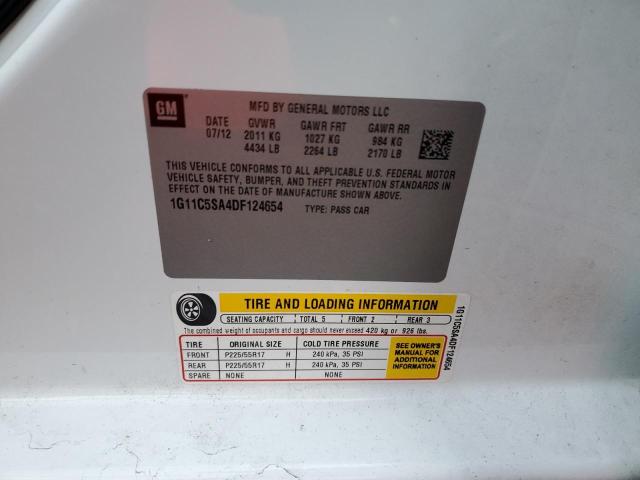 GM
MFD BY GENERAL MOTORS LLC
DATE GVWR GAWR FRT GAWR RR
07/12 2011 KG 1027 KG 984 KG
4434 LB 2264 LB 2170 LB
THIS VEHICLE CONFORMS TO ALL APPLICABLE U.S. FEDERAL MOTOR
VEHICLE SAFETY, BUMPER, AND THEFT PREVENTION STANDARDS IN
EFFECT ON THE DATE OF MANUFACTURE SHOWN ABOVE.
1G11C5SA4DF124654 TYPE: PASS CAR
TIRE AND LOADING INFORMATION
SEATING CAPACITY TOTAL 5 FRONT 2 REAR 3
The combined weight of occupants and cargo should never exceed 420 kg or 926 lbs.
TIRE ORIGINAL SIZE COLD TIRE PRESSURE
FRONT P225/55R17 H 240 kPa, 35 PSI
REAR P225/55R17 H 240 kPa, 35 PSI
SPARE NONE NONE
SEE OWNER'S
MANUAL FOR
ADDITIONAL
INFORMATION
1G11C5SA4DF124654